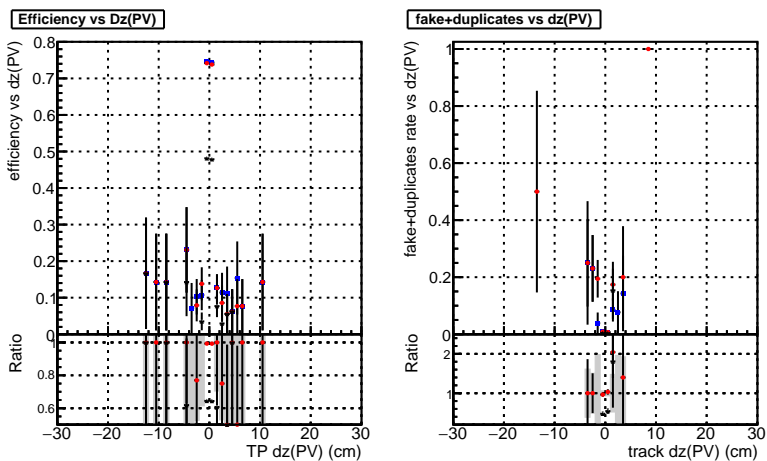 Efficiency vs Dz(PV)
efficiency vs dz(PV)
0.8
0.7
0.6
0.5
0.4
0.3
0.2
0.1
0
Ratio
1
0.8
0.6
−30 −20 −10 0 10 20 30
TP dz(PV) (cm)
fake+duplicates vs dz(PV)
fake+duplicates rate vs dz(PV)
1
0.8
0.6
0.4
0.2
0
Ratio
2
1
−30 −20 −10 0 10 20 30
track dz(PV) (cm)